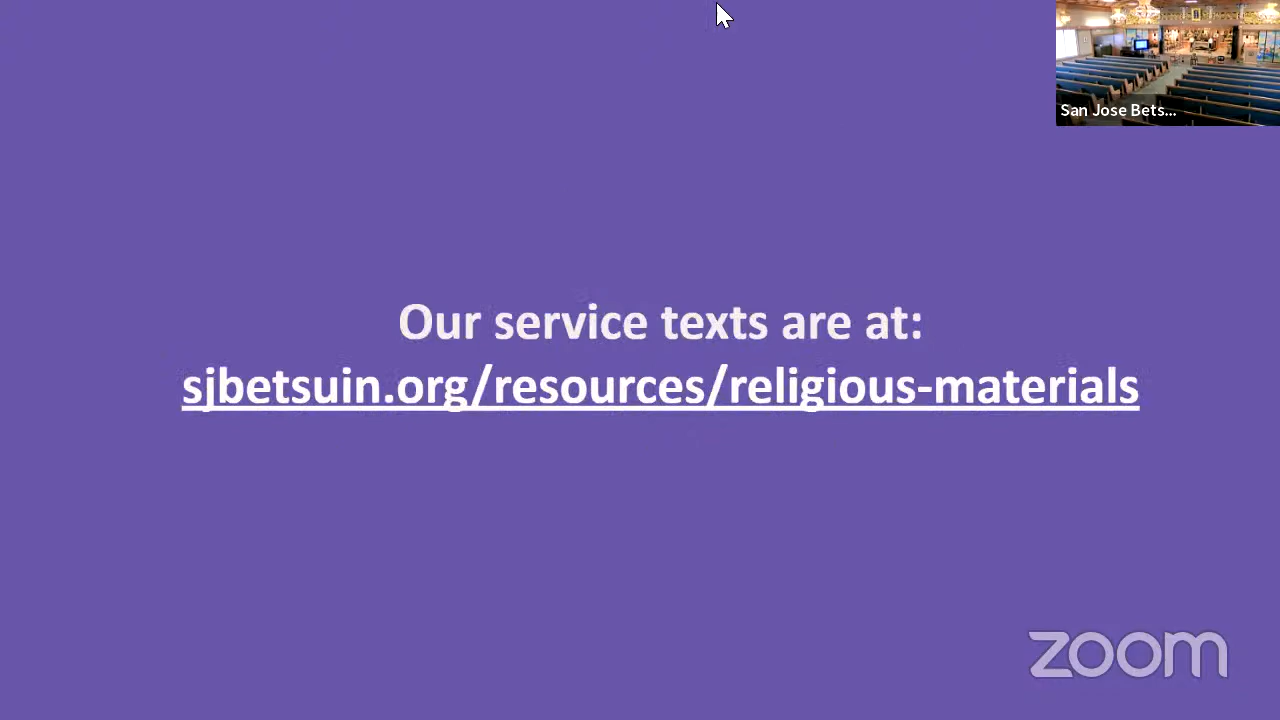 San Jose Bets...
Our service texts are at:
sjbetsuin.org/resources/religious-materials
zoom